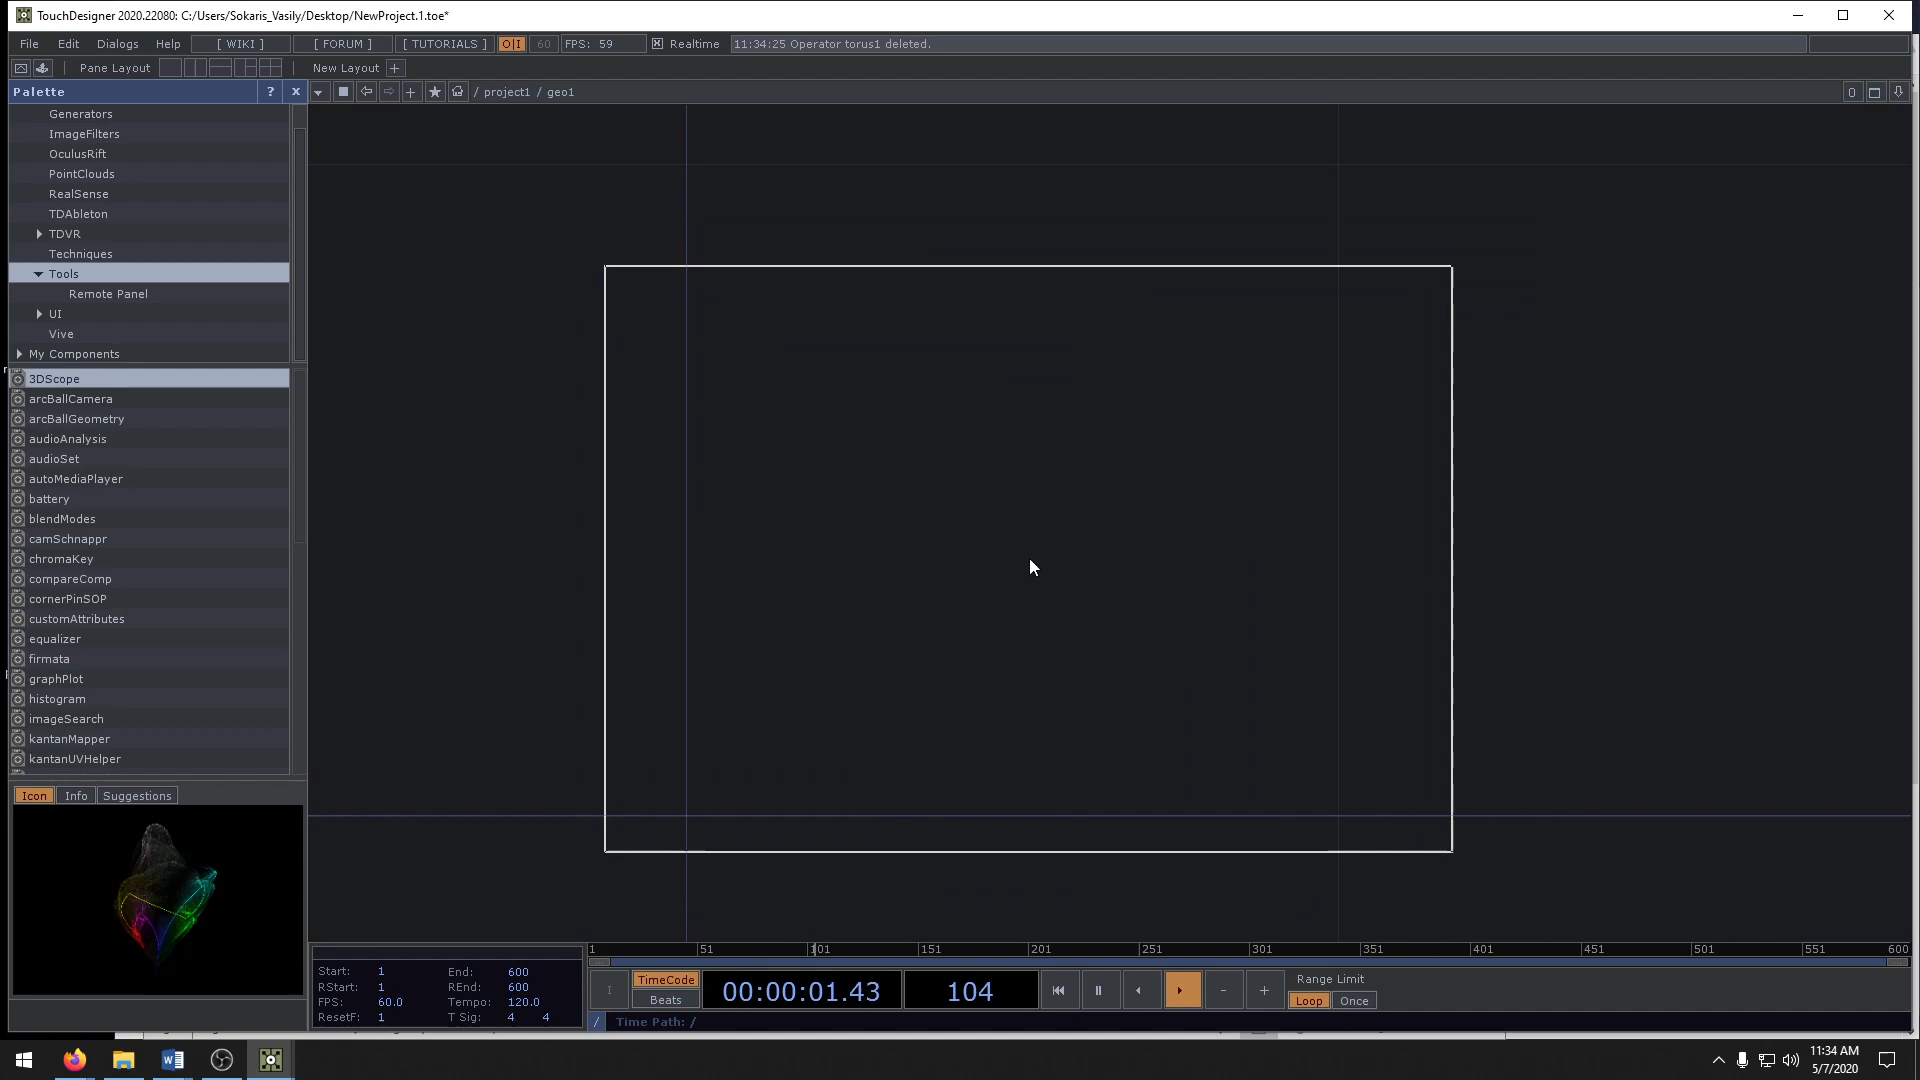 TouchDesigner 2020.22080: C:/Users/Sokaris_Vasily/Desktop/NewProject.1.toe*
File Edit Dialogs Help [ WIKI ] [ FORUM ] [ TUTORIALS ] O|I 60 FPS: 59 Realtime 11:34:25 Operator torus1 deleted.
Pane Layout New Layout +
Palette ? x / project1 / geo1 0
Generators
ImageFilters
OculusRift
PointClouds
RealSense
TDAbleton
TDVR
Techniques
Tools
Remote Panel
UI
Vive
My Components
3DScope
arcBallCamera
arcBallGeometry
audioAnalysis
audioSet
autoMediaPlayer
battery
blendModes
camSchnappr
chromaKey
compareComp
cornerPinSOP
customAttributes
equalizer
firmata
graphPlot
histogram
imageSearch
kantanMapper
kantanUVHelper
Icon Info Suggestions
1 51 101 151 201 251 301 351 401 451 501 551 600
Start: 1 End: 600
RStart: 1 REnd: 600
FPS: 60.0 Tempo: 120.0
ResetF: 1 T Sig: 4 4
I TimeCode Beats 00:00:01.43 104 - +
Range Limit
Loop Once
/ Time Path: /
11:34 AM
5/7/2020